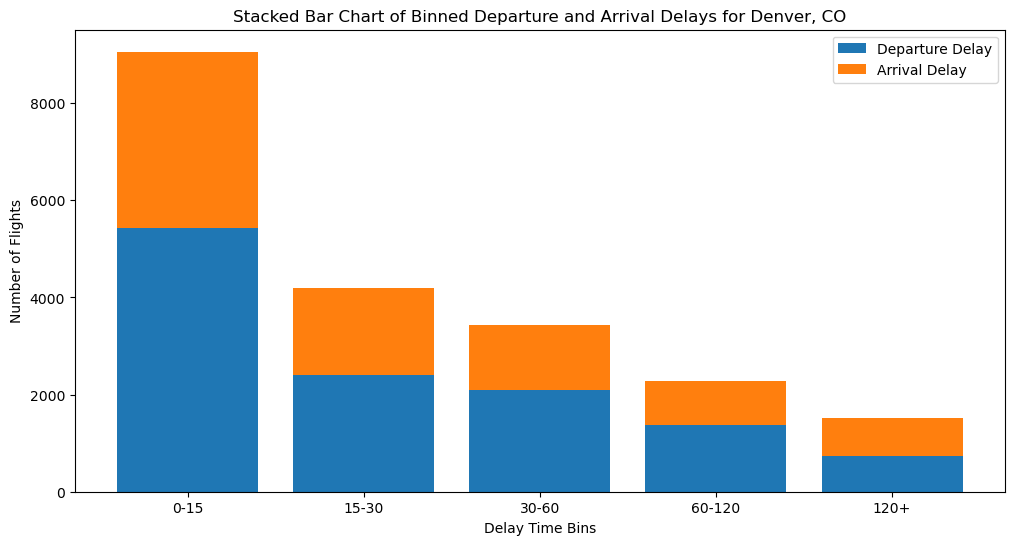 Stacked Bar Chart of Binned Departure and Arrival Delays for Denver, CO
Departure Delay
Arrival Delay
Number of Flights
8000
6000
4000
2000
0
0-15
15-30
30-60
60-120
120+
Delay Time Bins